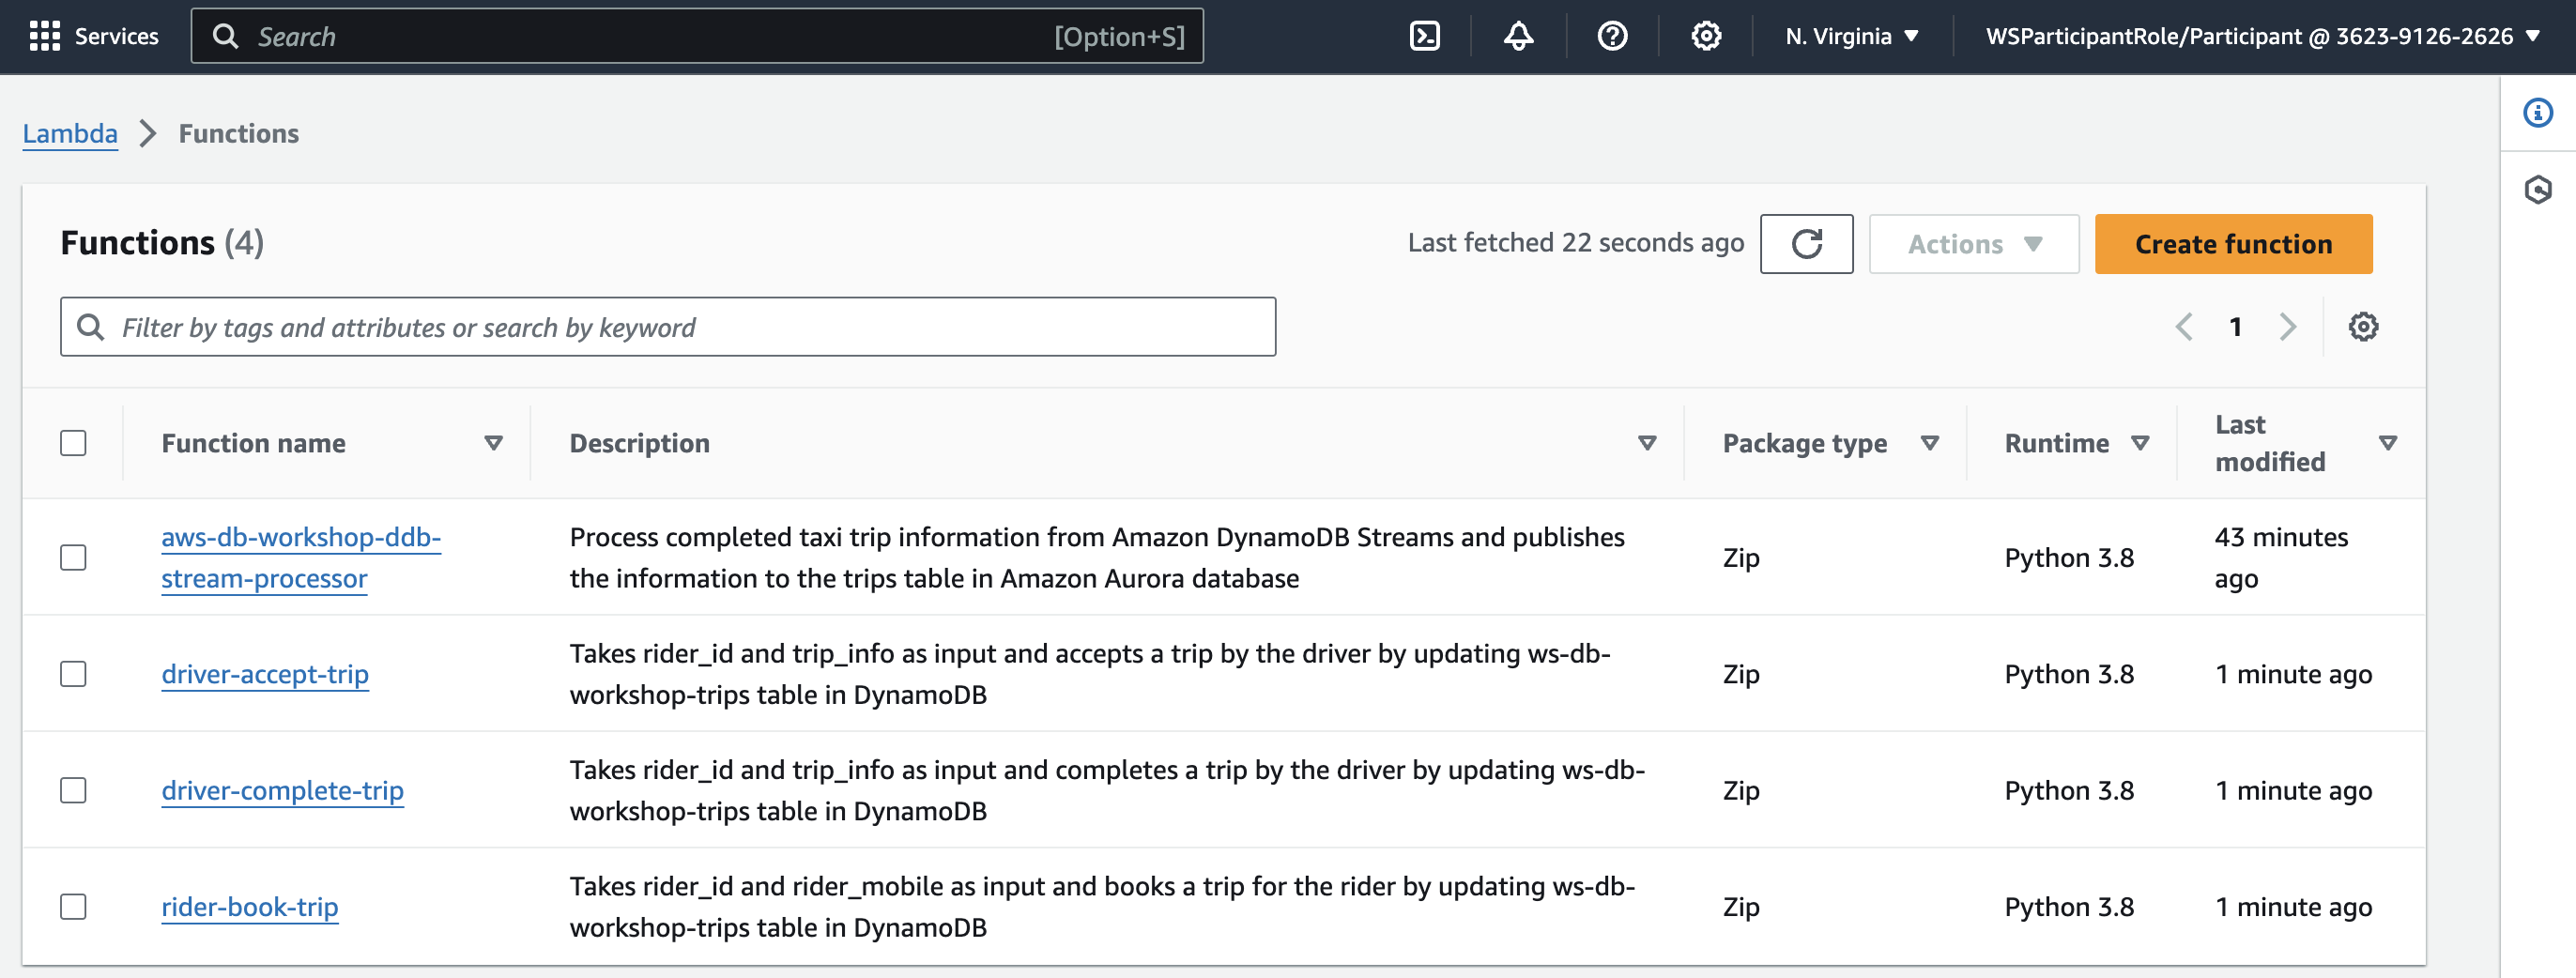 Services
Search
[Option+S]
N. Virginia
WSParticipantRole/Participant @ 3623-9126-2626
Lambda
Functions
Functions (4)
Last fetched 22 seconds ago
Actions
Create function
Filter by tags and attributes or search by keyword
1
Function name
Description
Package type
Runtime
Last
modified
aws-db-workshop-ddb-
stream-processor
Process completed taxi trip information from Amazon DynamoDB Streams and publishes
the information to the trips table in Amazon Aurora database
Zip
Python 3.8
43 minutes
ago
driver-accept-trip
Takes rider_id and trip_info as input and accepts a trip by the driver by updating ws-db-
workshop-trips table in DynamoDB
Zip
Python 3.8
1 minute ago
driver-complete-trip
Takes rider_id and trip_info as input and completes a trip by the driver by updating ws-db-
workshop-trips table in DynamoDB
Zip
Python 3.8
1 minute ago
rider-book-trip
Takes rider_id and rider_mobile as input and books a trip for the rider by updating ws-db-
workshop-trips table in DynamoDB
Zip
Python 3.8
1 minute ago